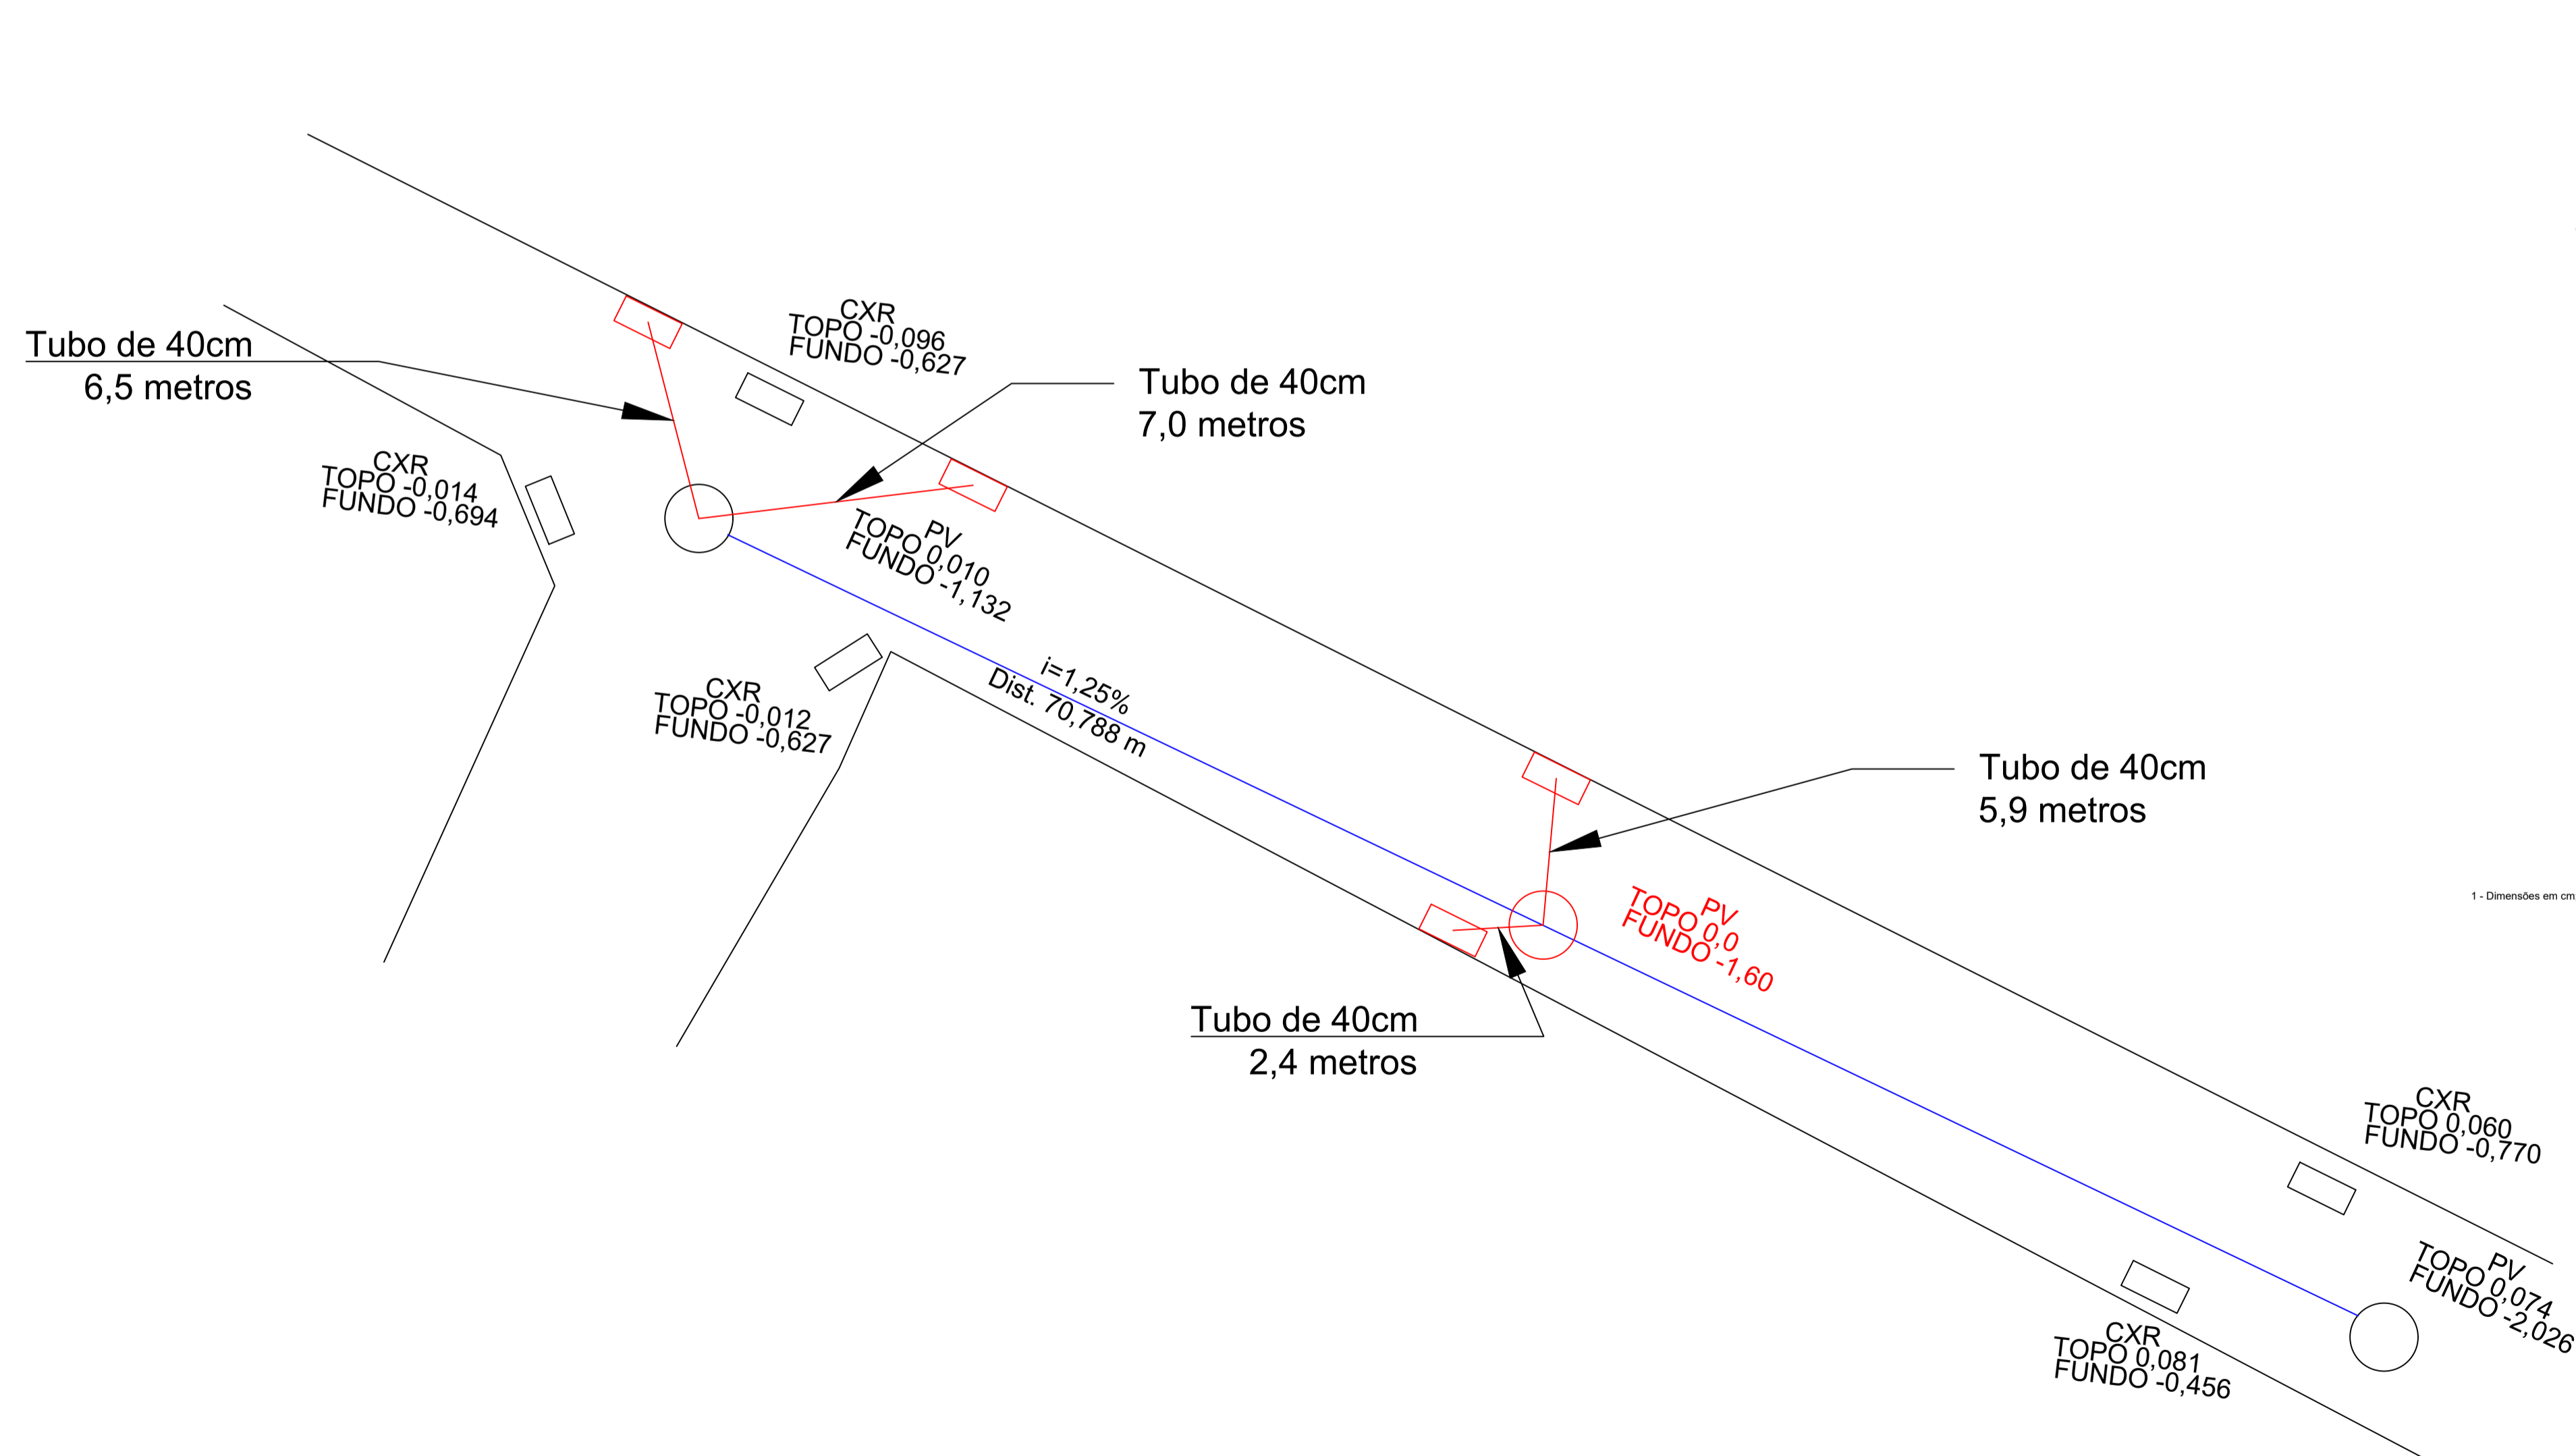 CXR
TOPO -0,096
FUNDO -0,627
Tubo de 40cm
6,5 metros
Tubo de 40cm
7,0 metros
CXR
TOPO -0,014
FUNDO -0,694
PV
TOPO 0,010
FUNDO -1,132
i=1,25%
Dist. 70,788 m
CXR
TOPO -0,012
FUNDO -0,627
Tubo de 40cm
5,9 metros
PV
TOPO 0,0
FUNDO -1,60
1 - Dimensões em cm
Tubo de 40cm
2,4 metros
CXR
TOPO 0,060
FUNDO -0,770
PV
TOPO 0,074
FUNDO -2,026
CXR
TOPO 0,081
FUNDO -0,456